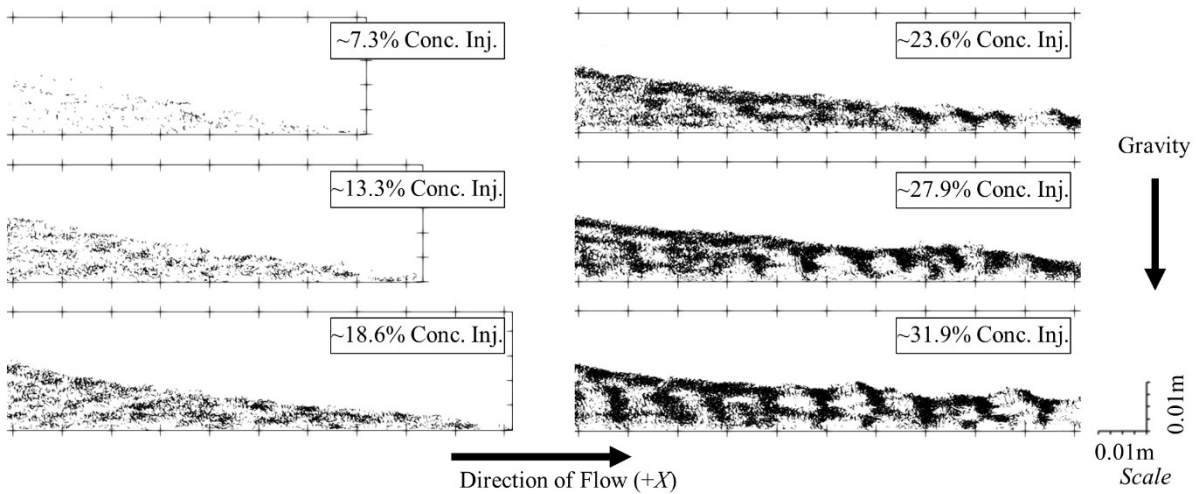 ~7.3% Conc. Inj.
~13.3% Conc. Inj.
~18.6% Conc. Inj.
~23.6% Conc. Inj.
~27.9% Conc. Inj.
~31.9% Conc. Inj.
Gravity
0.01m
0.01m
Scale
Direction of Flow (+X)